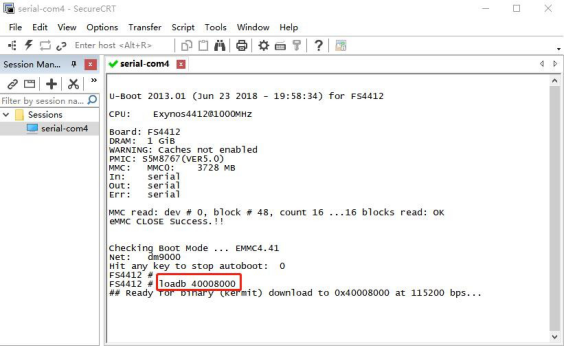 serial-com4 - SecureCRT
File Edit View Options Transfer Script Tools Window Help
Enter host <Alt+R>
Session Man...
serial-com4
Filter by session na...
Sessions
serial-com4
U-Boot 2013.01 (Jun 23 2018 - 19:58:34) for FS4412
CPU: Exynos4412@1000MHz
Board: FS4412
DRAM: 1 GiB
WARNING: Caches not enabled
PMIC: S5M8767(VER5.0)
MMC: MMC0: 3728 MB
In: serial
Out: serial
Err: serial
MMC read: dev # 0, block # 48, count 16 ...16 blocks read: OK
eMMC CLOSE Success.!!
Checking Boot Mode ... EMMC4.41
Net: dm9000
Hit any key to stop autoboot: 0
FS4412 #
FS4412 # loadb 40008000
## Ready for binary (kermit) download to 0x40008000 at 115200 bps...